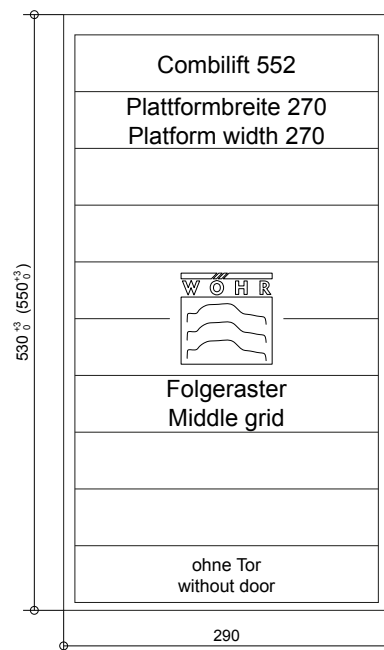 Combilift 552
Plattformbreite 270
Platform width 270
530 +3 0 (550 +3 0)
WÖHR
Folgeraster
Middle grid
ohne Tor
without door
290